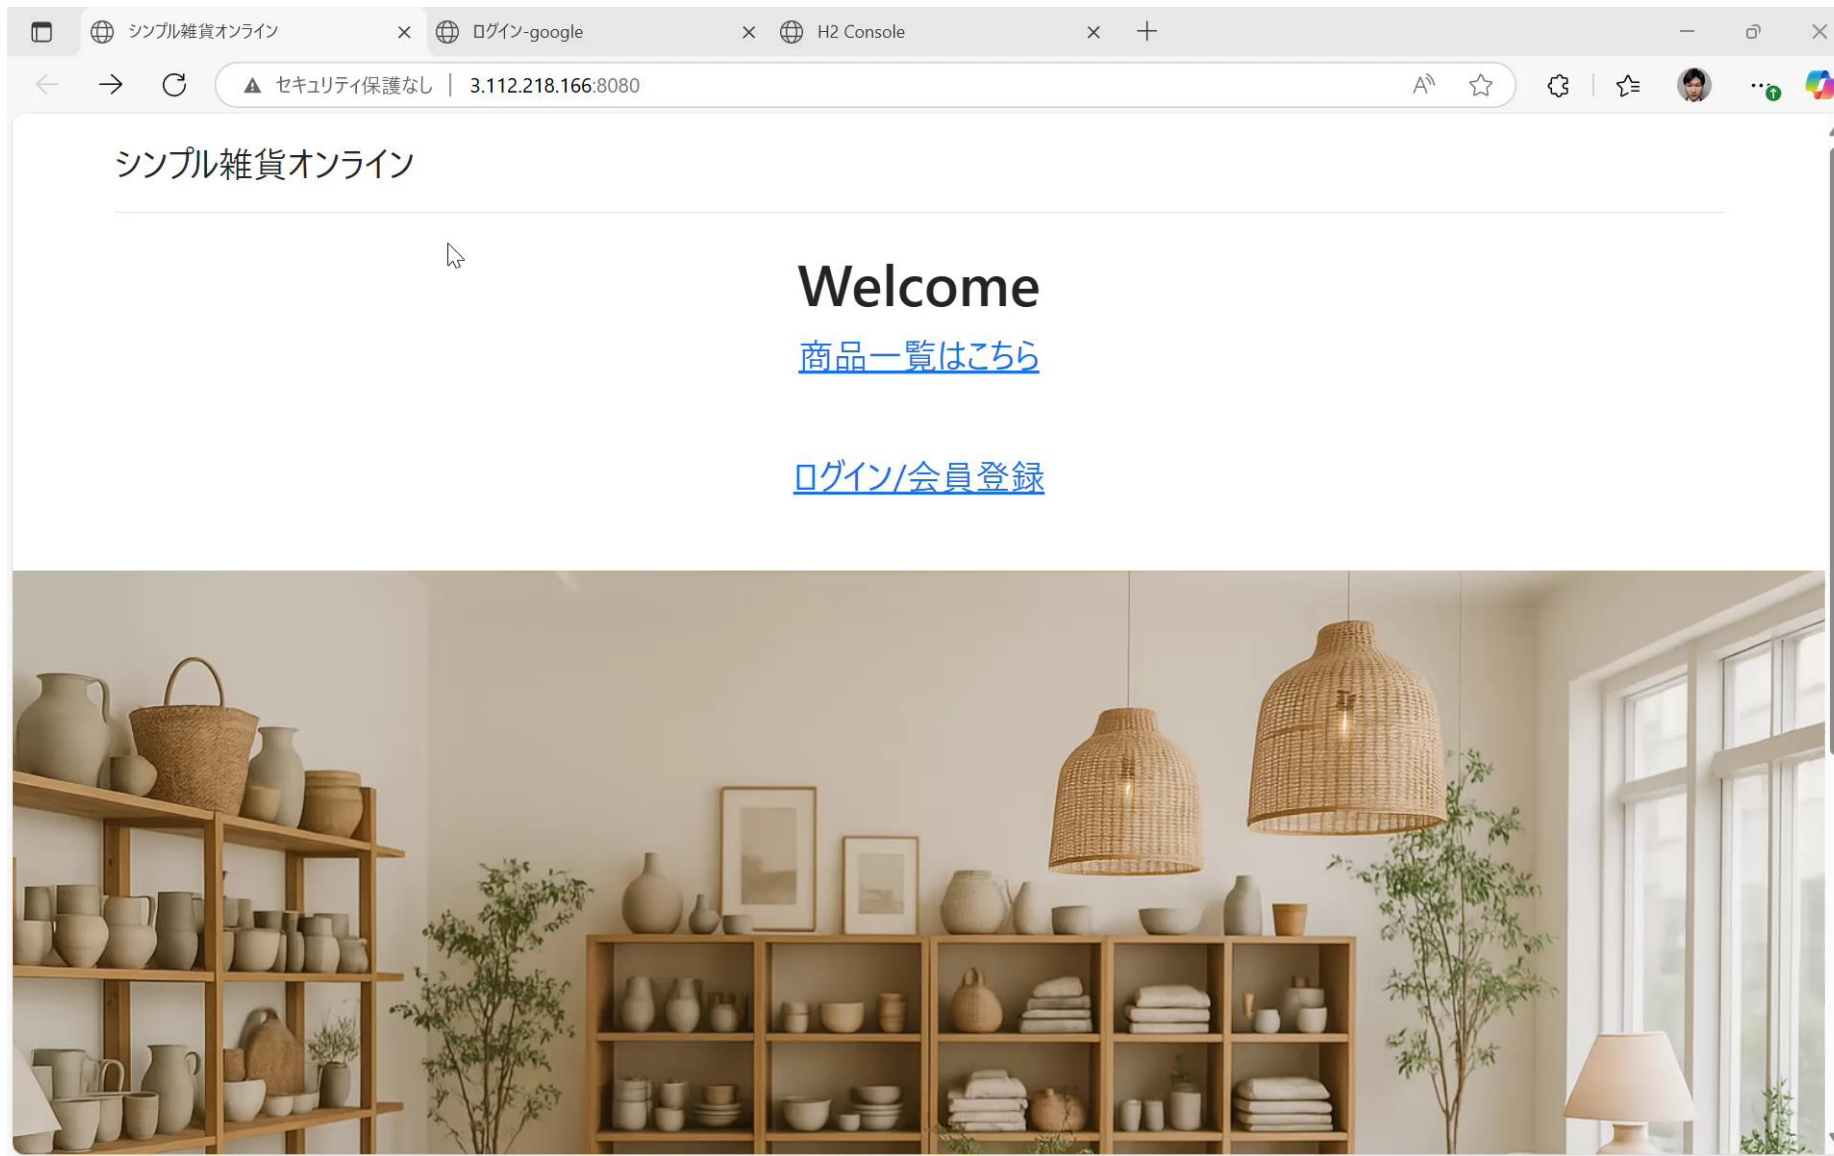 シンプル雑貨オンライン
ログイン-google
H2 Console
セキュリティ保護なし
3.112.218.166:8080
シンプル雑貨オンライン
Welcome
商品一覧はこちら
ログイン/会員登録